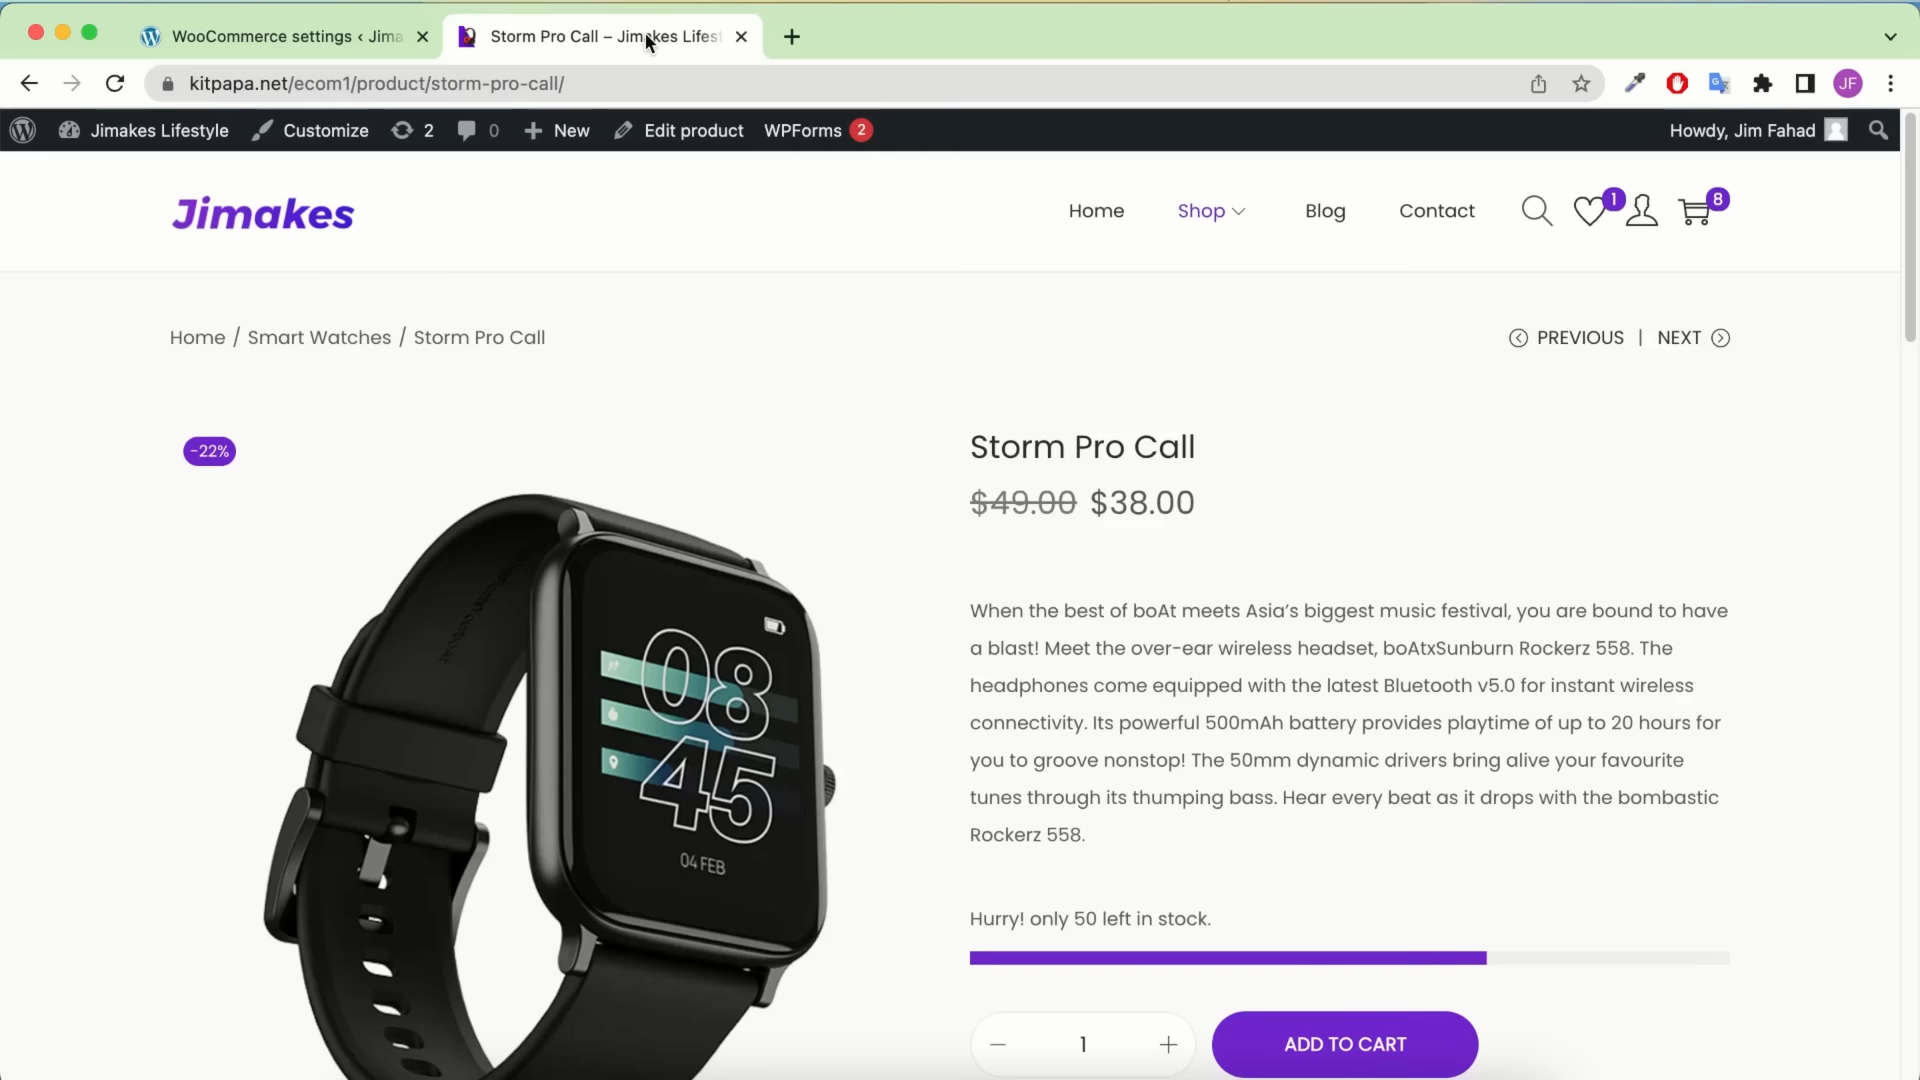 WooCommerce settings ‹ Jima
Storm Pro Call – Jimakes Lifest
kitpapa.net/ecom1/product/storm-pro-call/
JF
Jimakes Lifestyle
Customize
2
0
New
Edit product
WPForms 2
Howdy, Jim Fahad
Jimakes
Home
Shop
Blog
Contact
1
8
Home / Smart Watches / Storm Pro Call
PREVIOUS | NEXT
-22%
Storm Pro Call
$49.00 $38.00
When the best of boAt meets Asia’s biggest music festival, you are bound to have
a blast! Meet the over-ear wireless headset, boAtxSunburn Rockerz 558. The
headphones come equipped with the latest Bluetooth v5.0 for instant wireless
connectivity. Its powerful 500mAh battery provides playtime of up to 20 hours for
you to groove nonstop! The 50mm dynamic drivers bring alive your favourite
tunes through its thumping bass. Hear every beat as it drops with the bombastic
Rockerz 558.
08
45
04 FEB
Hurry! only 50 left in stock.
1
ADD TO CART